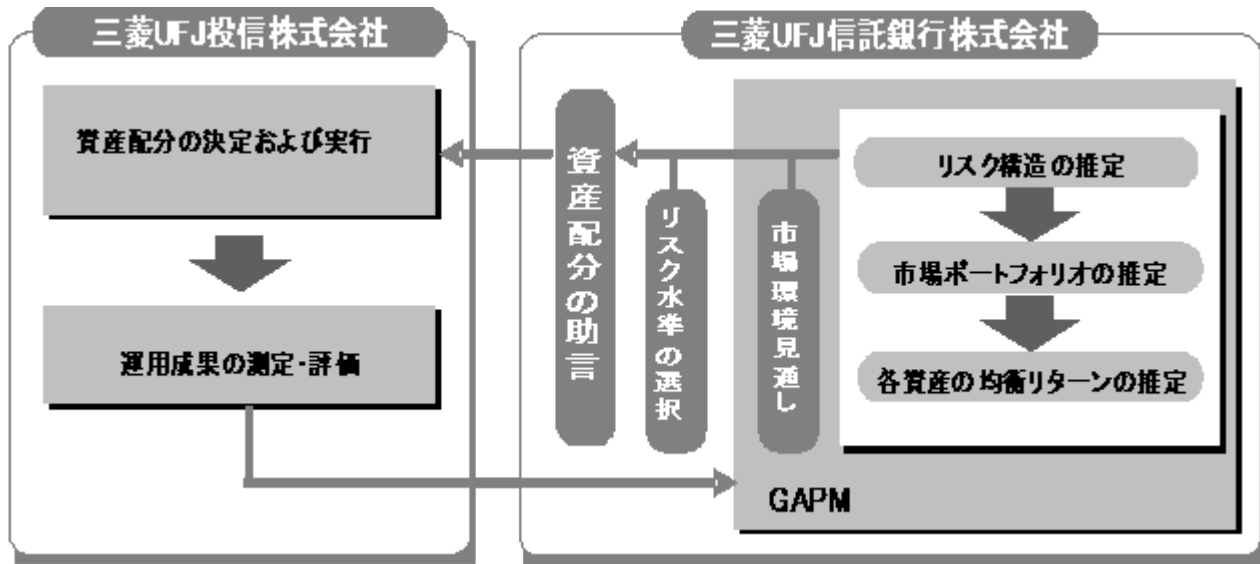 三菱UFJ投信株式会社
資産配分の決定および実行
運用成果の測定・評価
三菱UFJ信託銀行株式会社
資産配分の助言
リスク水準の選択
市場環境見通し
リスク構造の推定
市場ポートフォリオの推定
各資産の均衡リターンの推定
GAPM